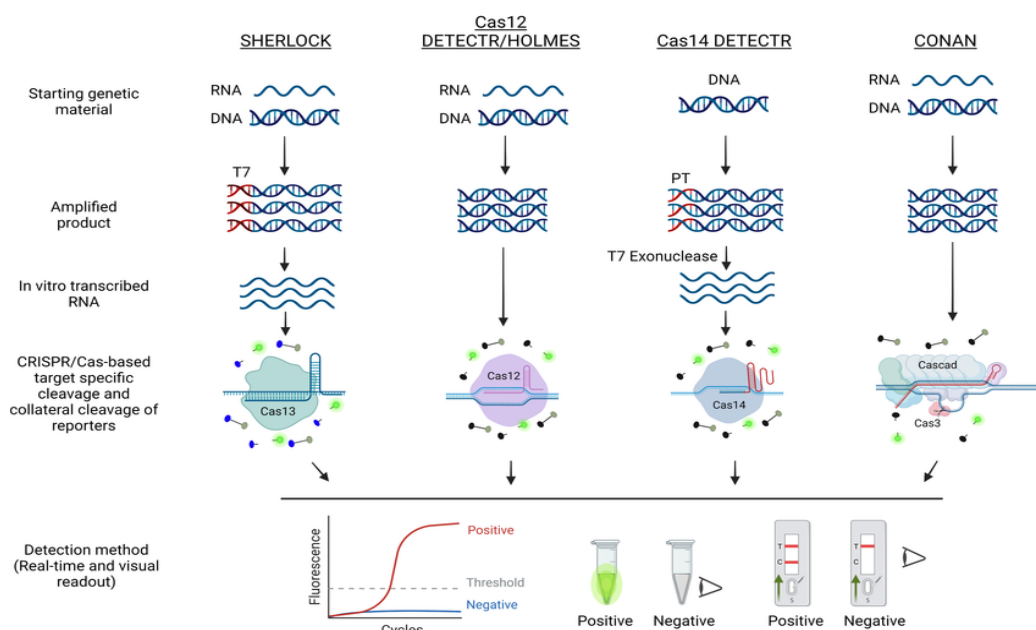 SHERLOCK
Cas12
DETECTR/HOLMES
Cas14 DETECTR
CONAN
Starting genetic
material
RNA
DNA
RNA
DNA
DNA
RNA
DNA
Amplified
product
T7
PT
T7 Exonuclease
In vitro transcribed
RNA
CRISPR/Cas-based
target specific
cleavage and
collateral cleavage of
reporters
Cas13
Cas12
Cas14
Cascad
Cas3
Detection method
(Real-time and visual
readout)
Fluorescence
Positive
Threshold
Negative
Cycles
Positive
Negative
T
C
S
Positive
T
C
S
Negative